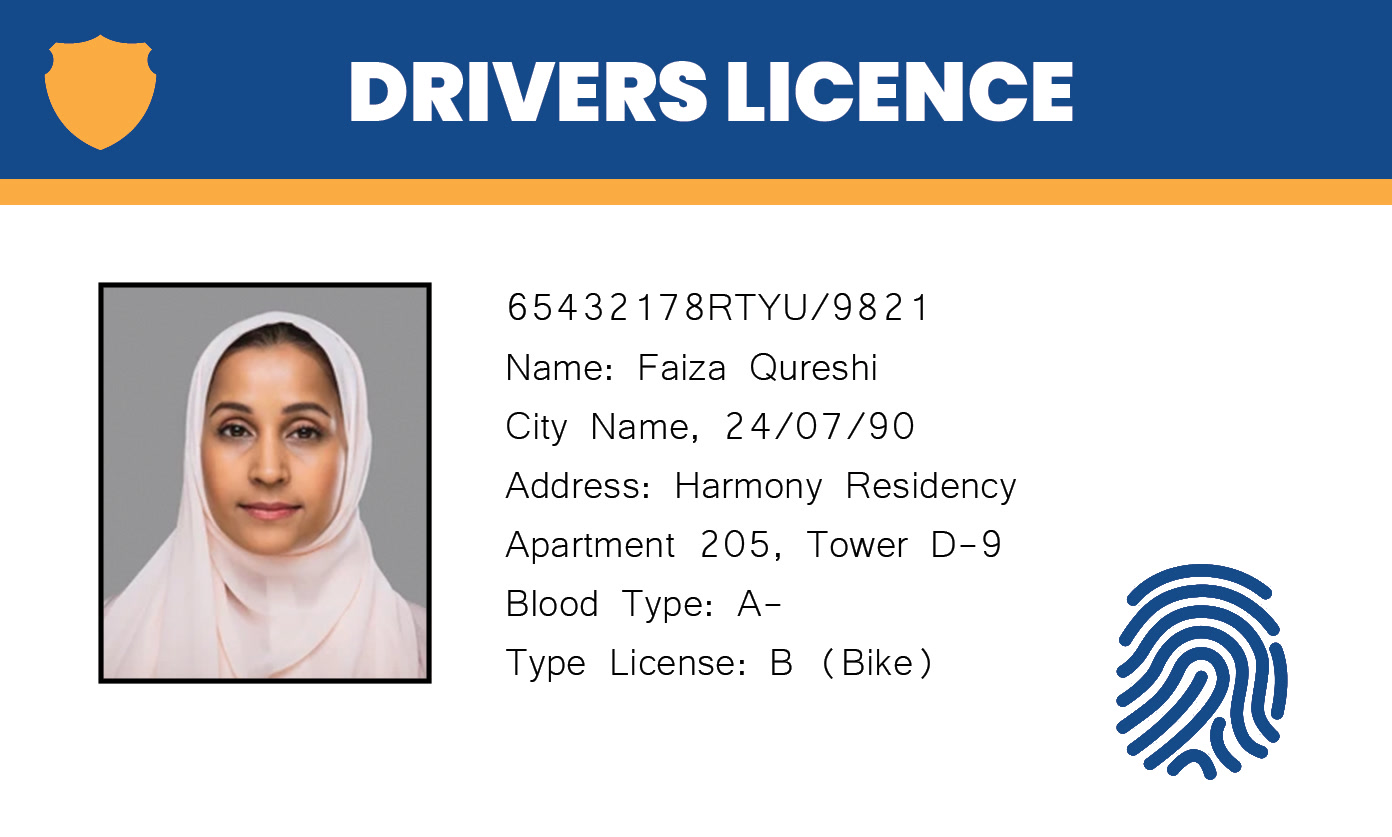 DRIVERS LICENCE
65432178RTYU/9821
Name: Faiza Qureshi
City Name, 24/07/90
Address: Harmony Residency
Apartment 205, Tower D-9
Blood Type: A-
Type License: B (Bike)